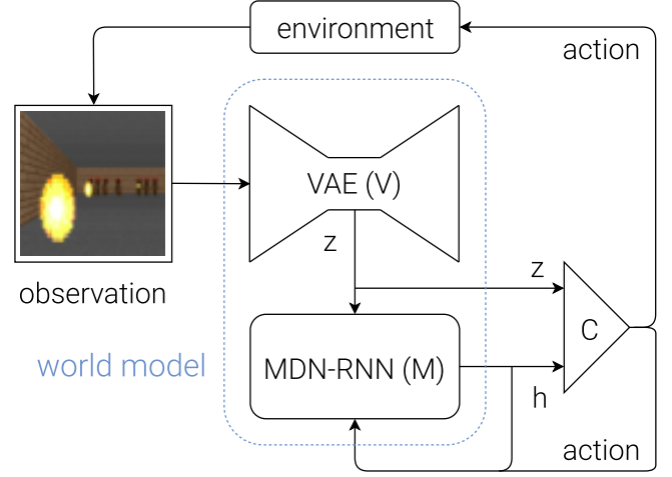 environment
action
VAE (V)
z
z
observation
C
world model
MDN-RNN (M)
h
action